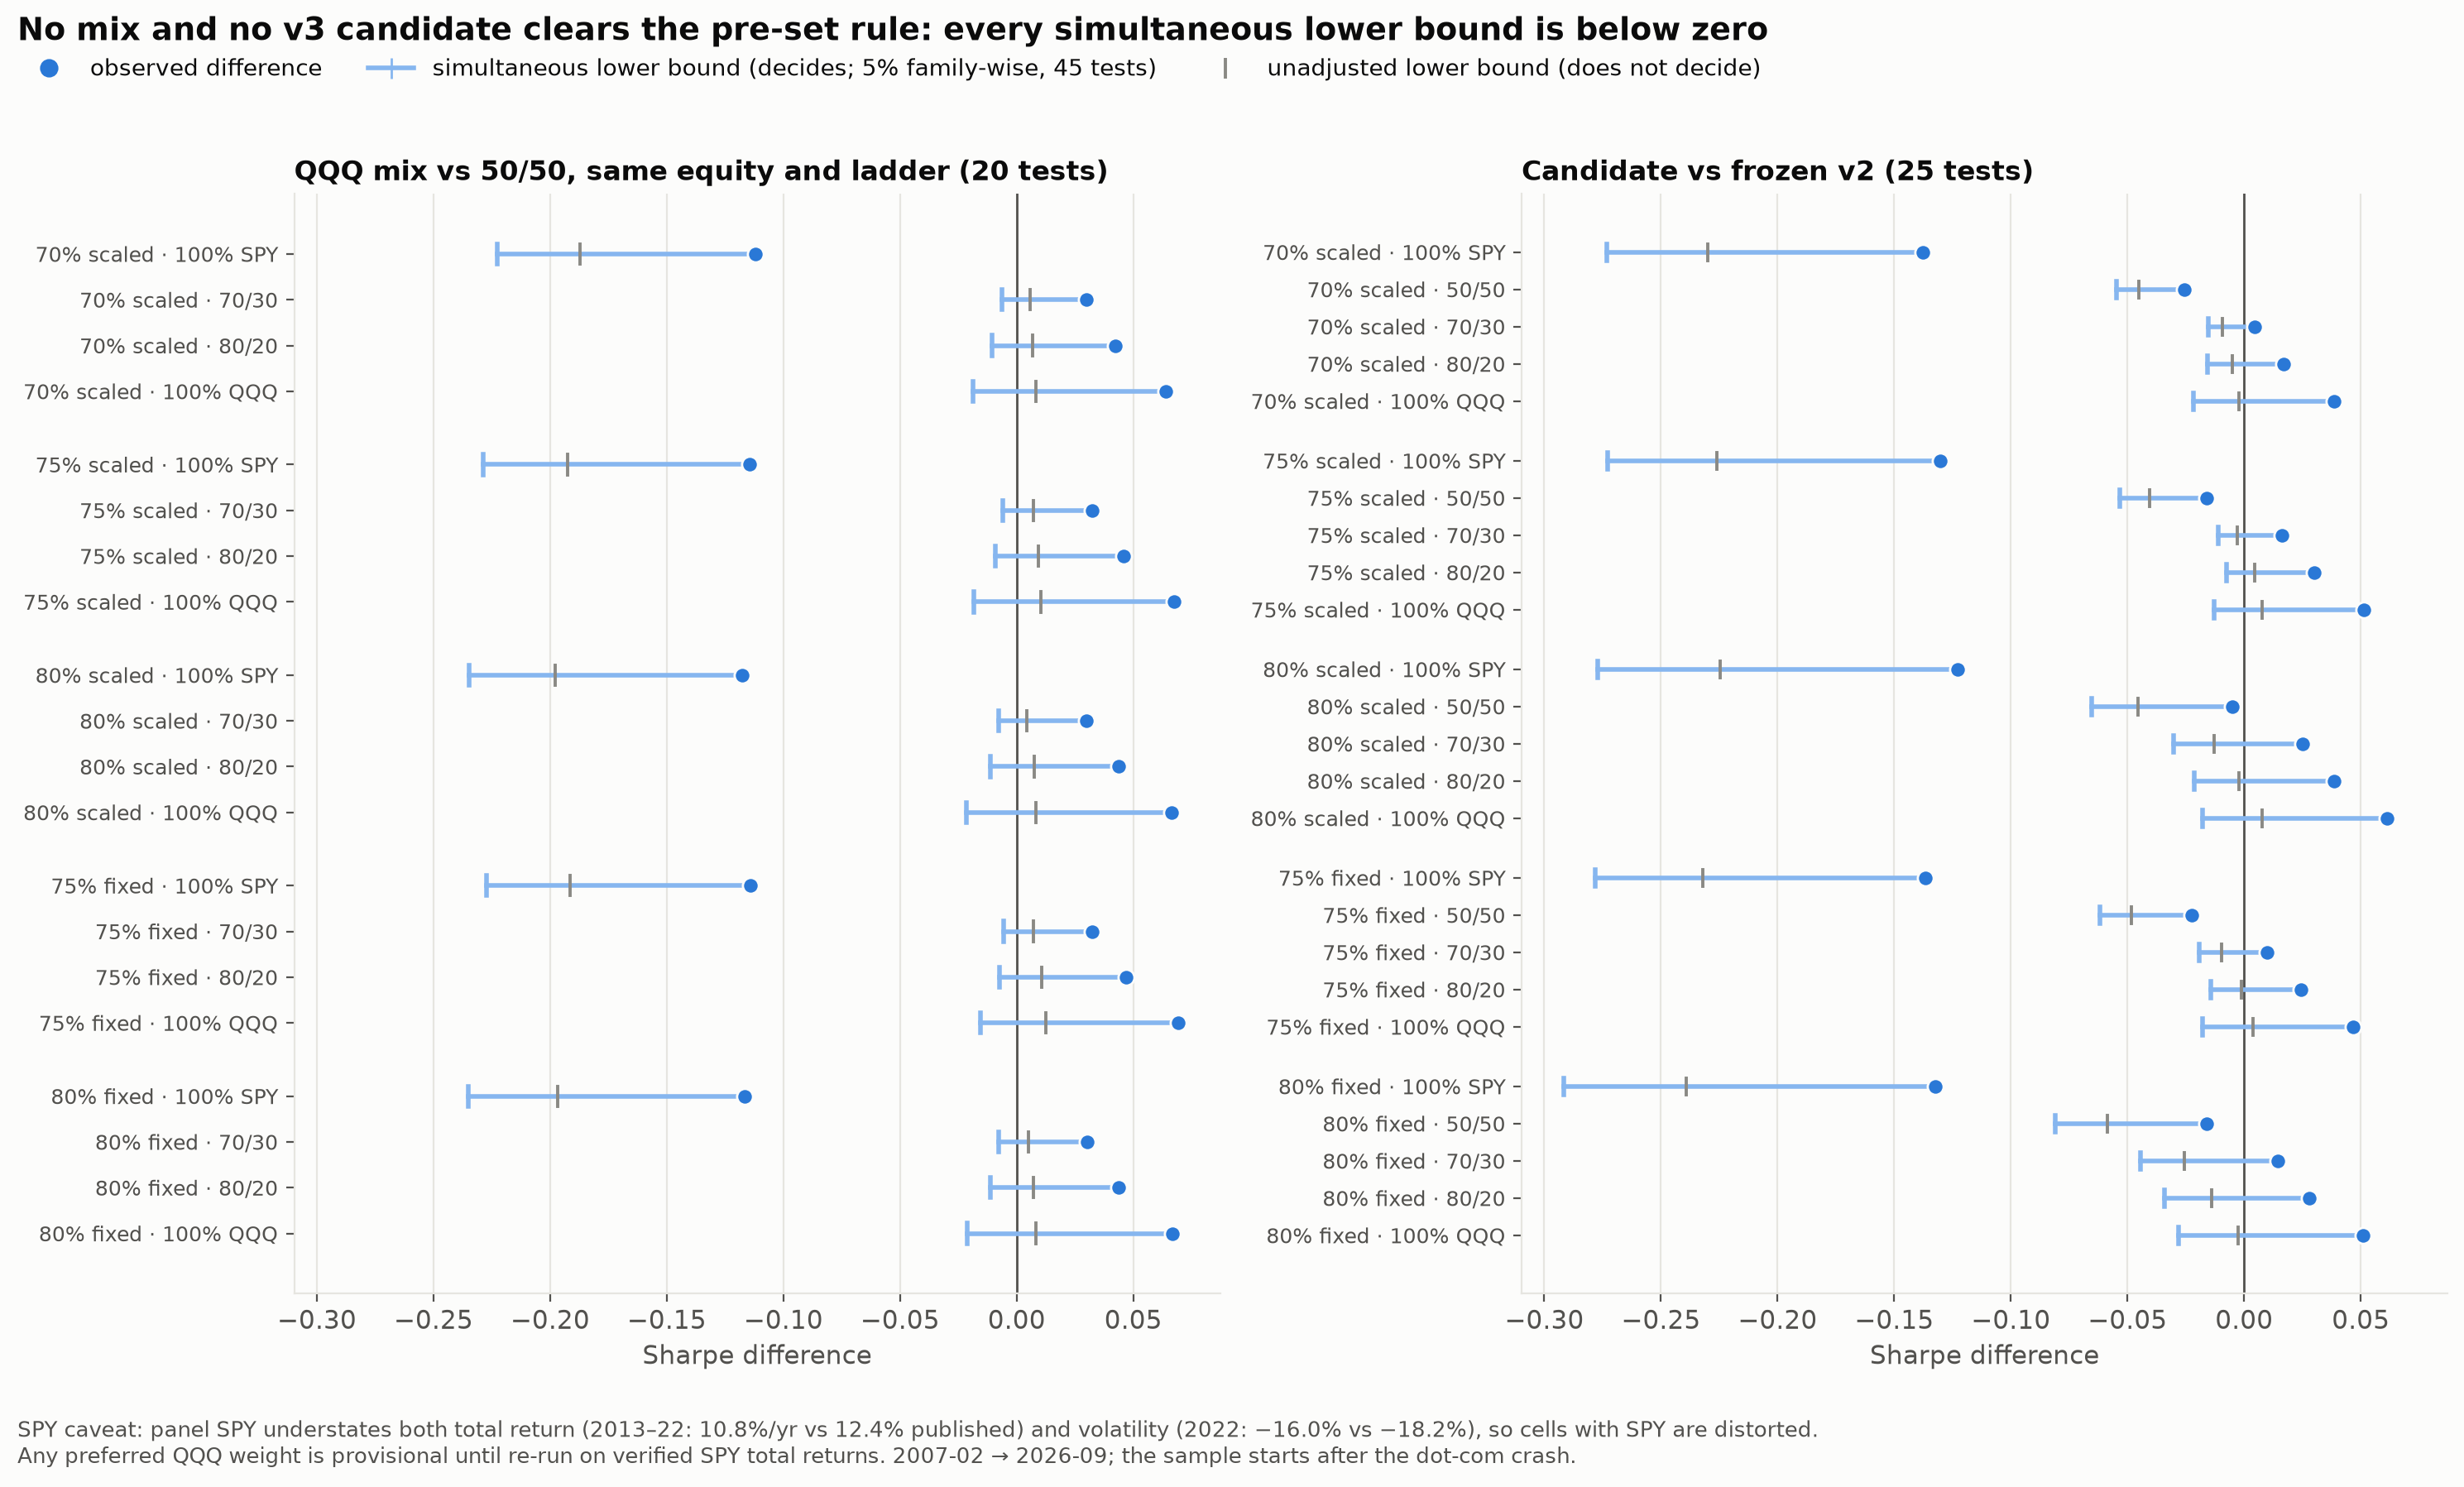 No mix and no v3 candidate clears the pre-set rule: every simultaneous lower bound is below zero
observed difference
simultaneous lower bound (decides; 5% family-wise, 45 tests)
unadjusted lower bound (does not decide)
QQQ mix vs 50/50, same equity and ladder (20 tests)
70% scaled · 100% SPY
70% scaled · 70/30
70% scaled · 80/20
70% scaled · 100% QQQ
75% scaled · 100% SPY
75% scaled · 70/30
75% scaled · 80/20
75% scaled · 100% QQQ
80% scaled · 100% SPY
80% scaled · 70/30
80% scaled · 80/20
80% scaled · 100% QQQ
75% fixed · 100% SPY
75% fixed · 70/30
75% fixed · 80/20
75% fixed · 100% QQQ
80% fixed · 100% SPY
80% fixed · 70/30
80% fixed · 80/20
80% fixed · 100% QQQ
−0.30 −0.25 −0.20 −0.15 −0.10 −0.05 0.00 0.05
Sharpe difference
Candidate vs frozen v2 (25 tests)
70% scaled · 100% SPY
70% scaled · 50/50
70% scaled · 70/30
70% scaled · 80/20
70% scaled · 100% QQQ
75% scaled · 100% SPY
75% scaled · 50/50
75% scaled · 70/30
75% scaled · 80/20
75% scaled · 100% QQQ
80% scaled · 100% SPY
80% scaled · 50/50
80% scaled · 70/30
80% scaled · 80/20
80% scaled · 100% QQQ
75% fixed · 100% SPY
75% fixed · 50/50
75% fixed · 70/30
75% fixed · 80/20
75% fixed · 100% QQQ
80% fixed · 100% SPY
80% fixed · 50/50
80% fixed · 70/30
80% fixed · 80/20
80% fixed · 100% QQQ
−0.30 −0.25 −0.20 −0.15 −0.10 −0.05 0.00 0.05
Sharpe difference
SPY caveat: panel SPY understates both total return (2013–22: 10.8%/yr vs 12.4% published) and volatility (2022: −16.0% vs −18.2%), so cells with SPY are distorted.
Any preferred QQQ weight is provisional until re-run on verified SPY total returns. 2007-02 → 2026-09; the sample starts after the dot-com crash.